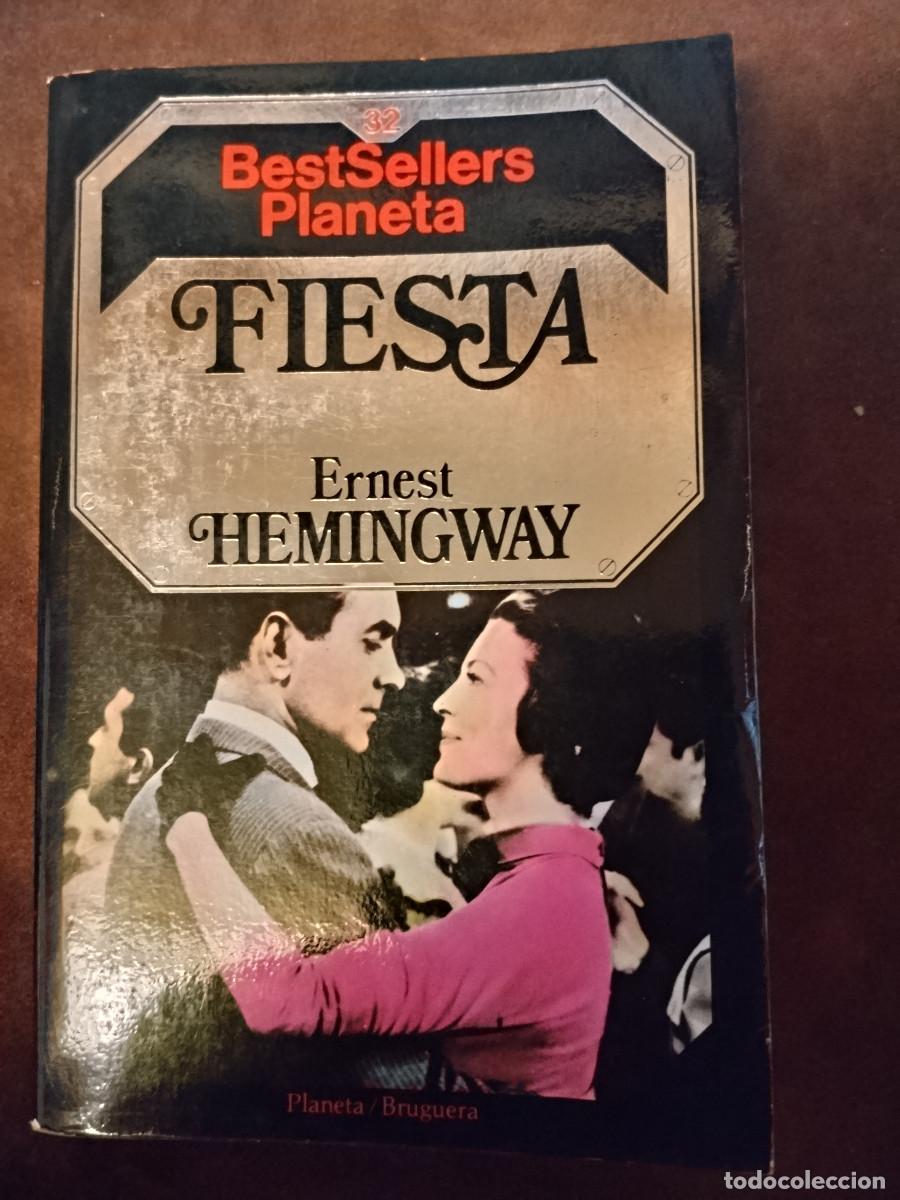 32
BestSellers
Planeta
FIESTA
Ernest
HEMINGWAY
Planeta / Bruguera
todocoleccion